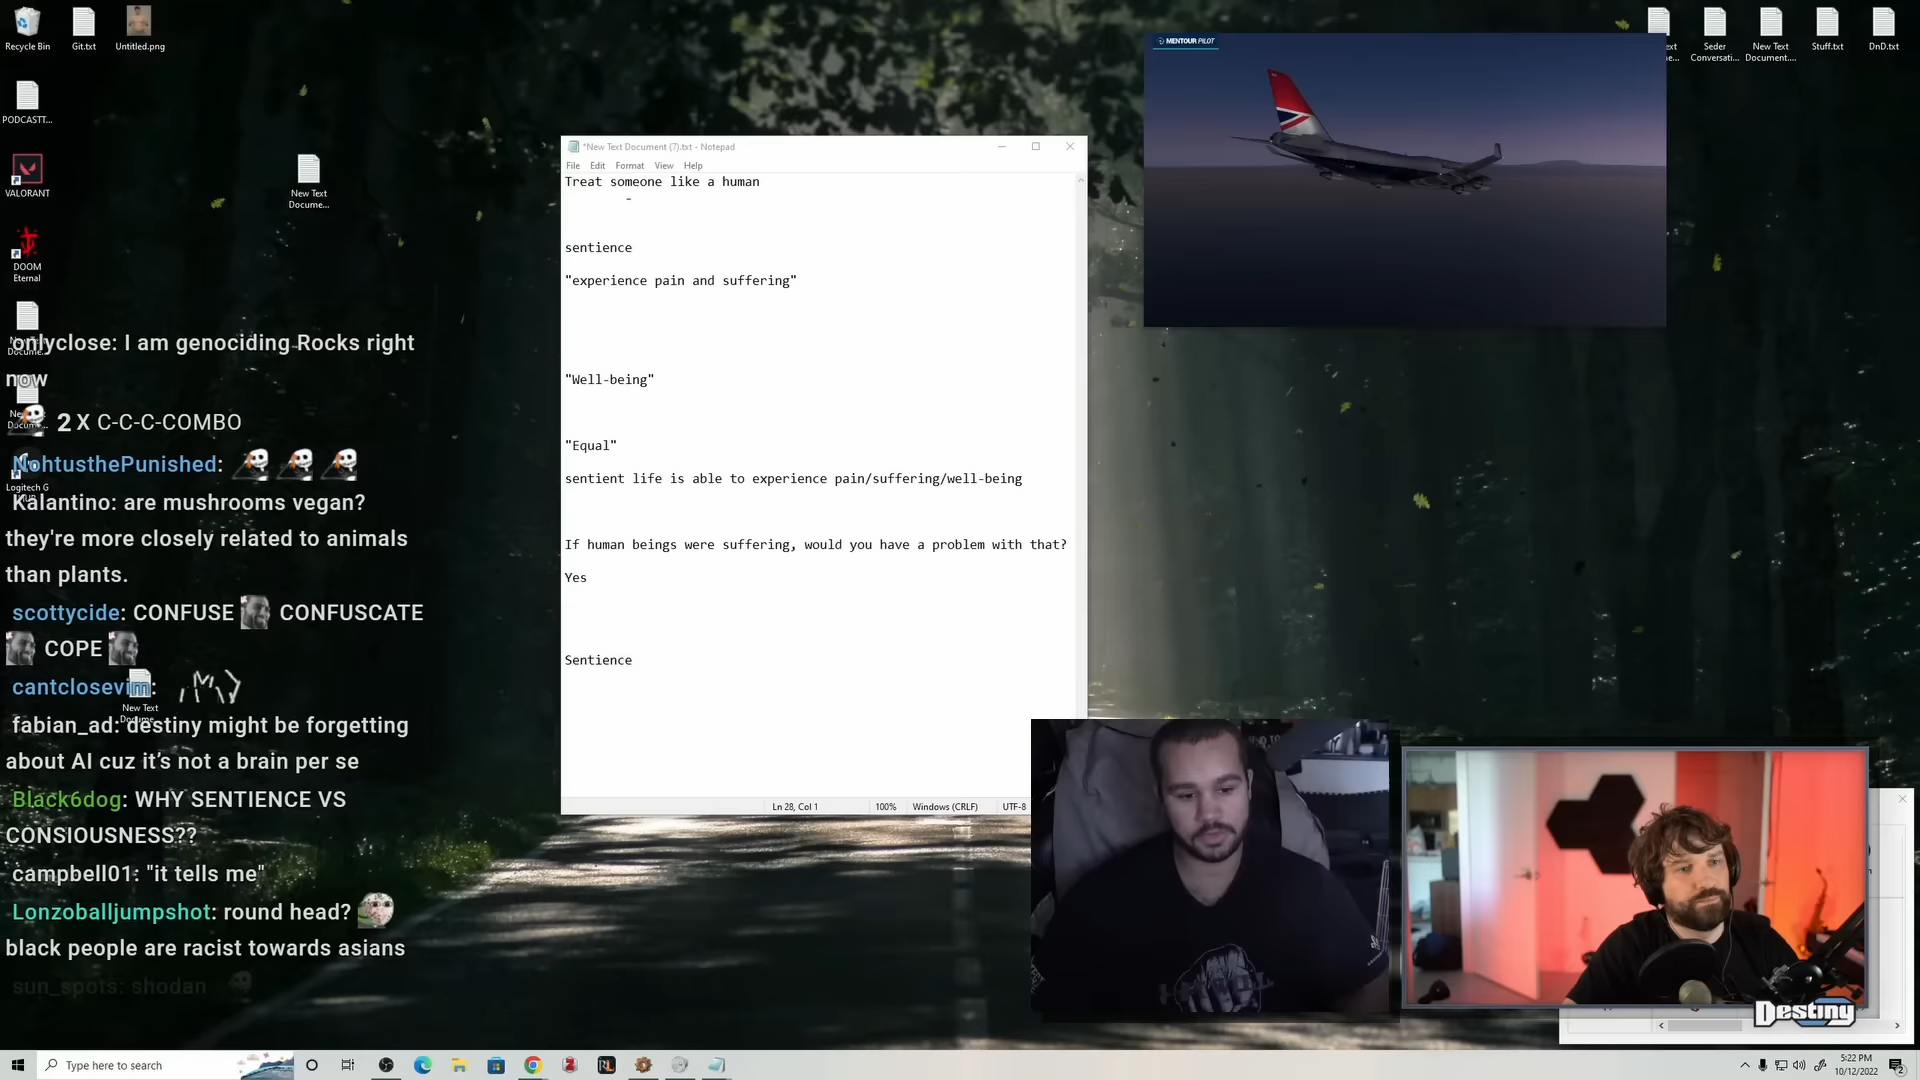 Recycle Bin
Git.txt
Untitled.png
PODCASTT...
VALORANT
New Text
Docume...
DOOM
Eternal
Logitech G
New Text
onlyclose: I am genociding Rocks right
now
2 X C-C-C-COMBO
NohtusthePunished:
Kalantino: are mushrooms vegan?
they're more closely related to animals
than plants.
scottycide: CONFUSE CONFUSCATE
COPE
cantclosevim:
fabian_ad: destiny might be forgetting
about AI cuz it’s not a brain per se
Black6dog: WHY SENTIENCE VS
CONSIOUSNESS??
campbell01: "it tells me"
Lonzoballjumpshot: round head?
black people are racist towards asians
sun_spots: shodan
*New Text Document (7).txt - Notepad
File Edit Format View Help
Treat someone like a human
-
sentience
"experience pain and suffering"
"Well-being"
"Equal"
sentient life is able to experience pain/suffering/well-being
If human beings were suffering, would you have a problem with that?
Yes
Sentience
Ln 28, Col 1 100% Windows (CRLF) UTF-8
MENTOUR PILOT
Seder
Conversati...
New Text
Document....
Stuff.txt
DnD.txt
Destiny
Type here to search
5:22 PM
10/12/2022
2